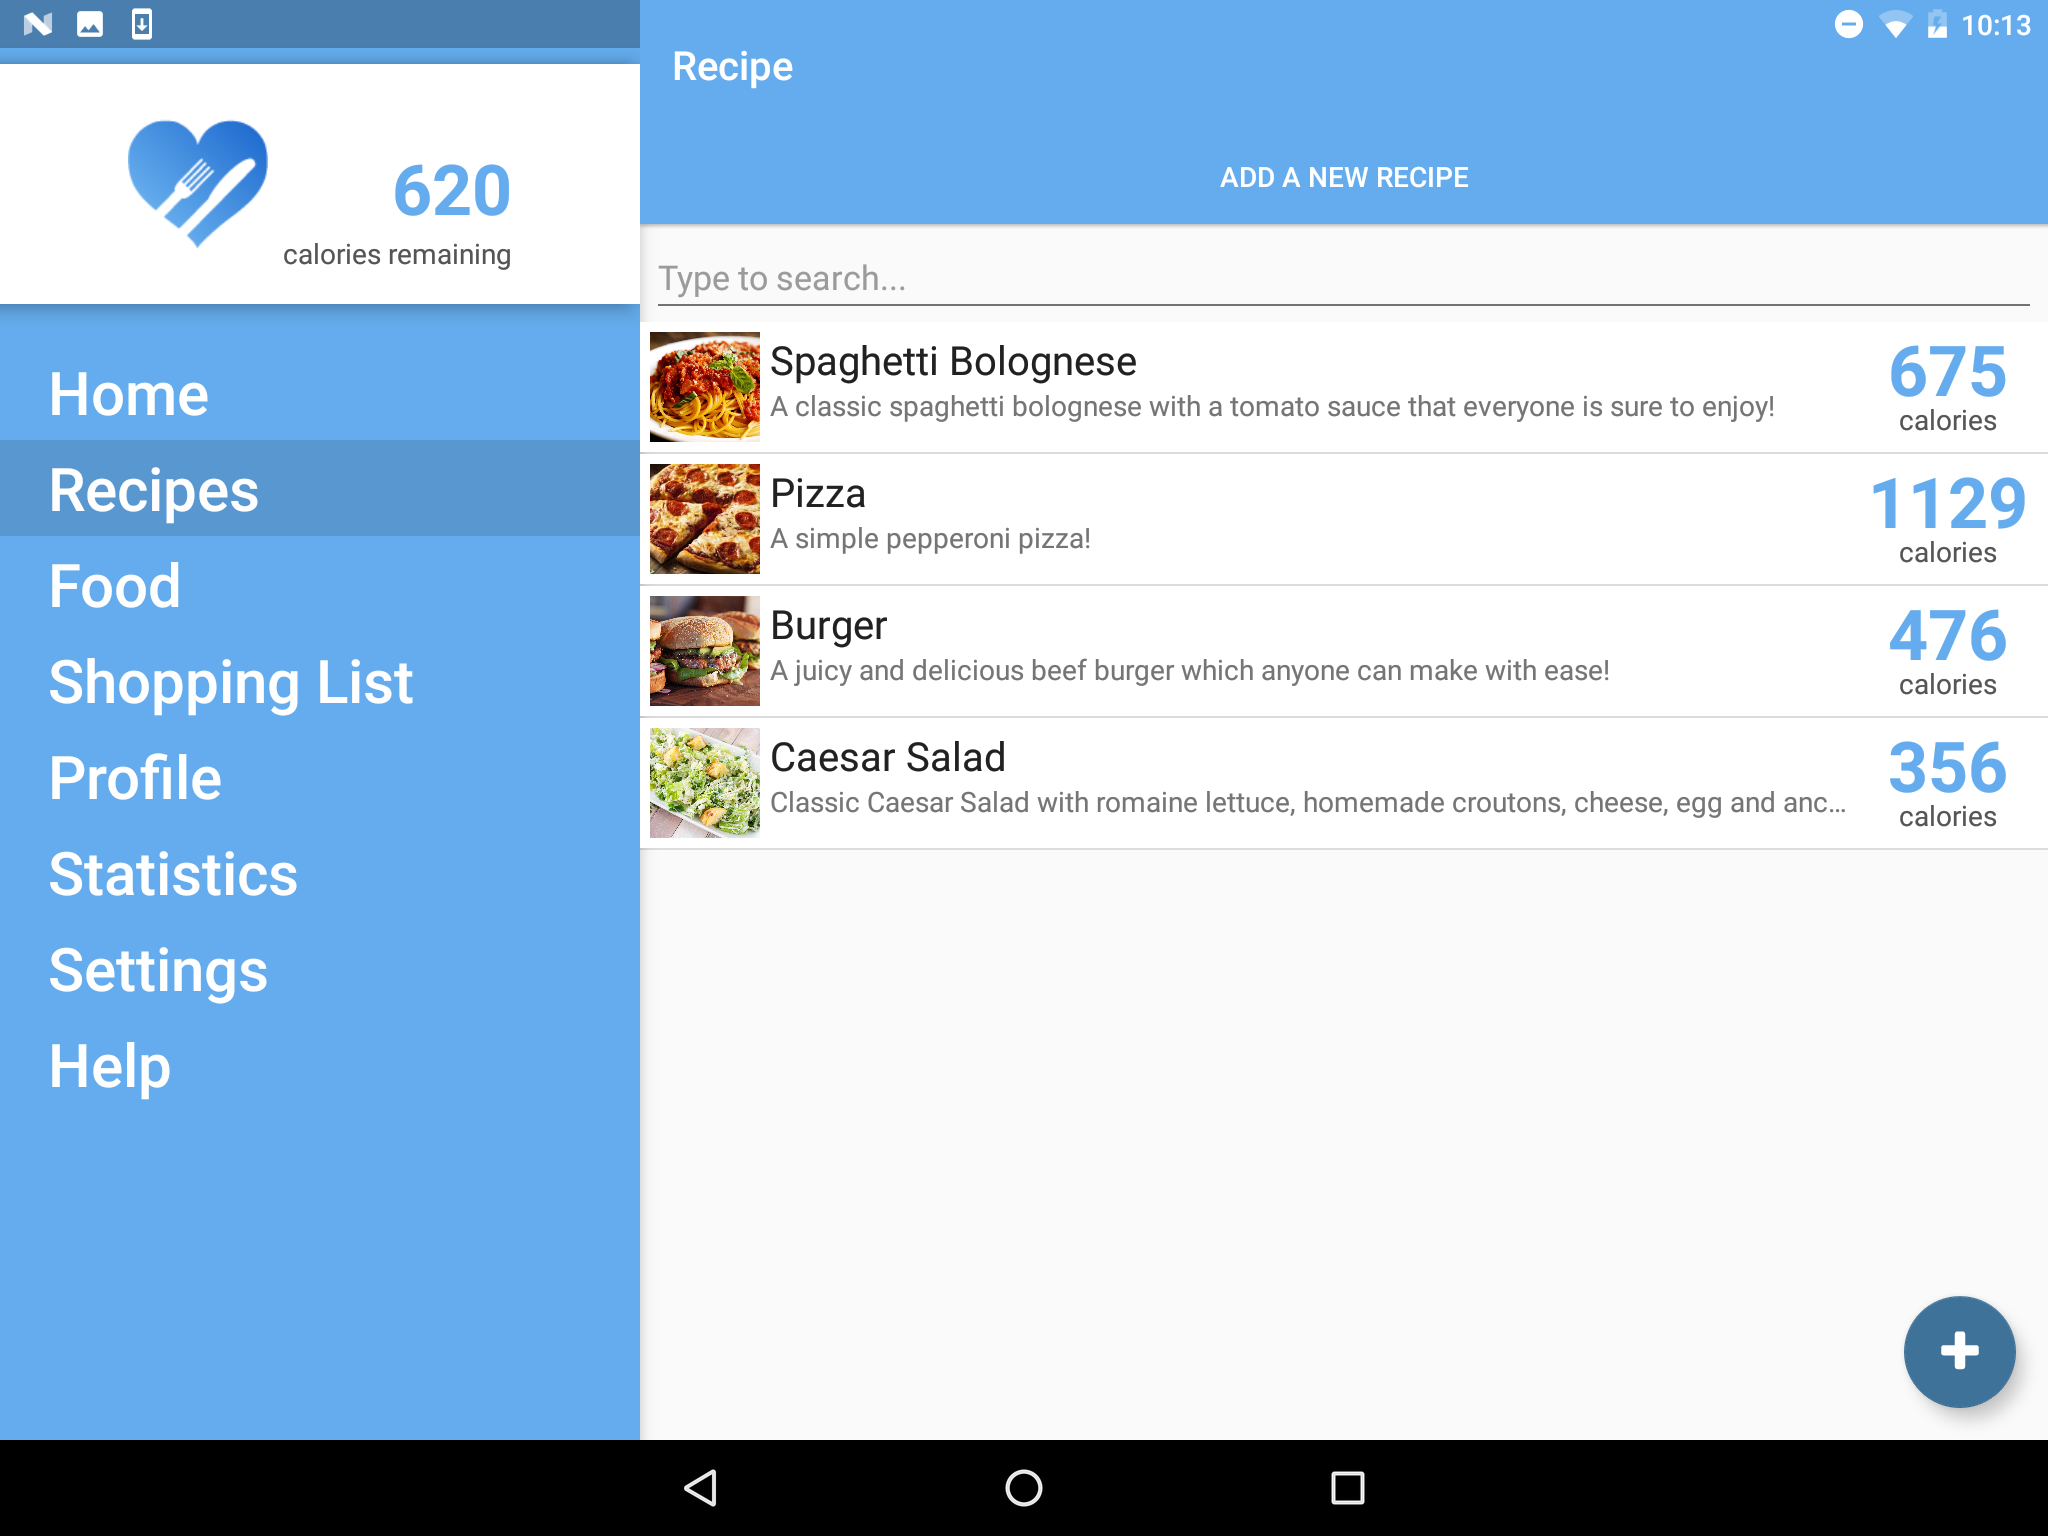 10:13
620
calories remaining
Home
Recipes
Food
Shopping List
Profile
Statistics
Settings
Help
Recipe
ADD A NEW RECIPE
Type to search...
Spaghetti Bolognese
A classic spaghetti bolognese with a tomato sauce that everyone is sure to enjoy!
675
calories
Pizza
A simple pepperoni pizza!
1129
calories
Burger
A juicy and delicious beef burger which anyone can make with ease!
476
calories
Caesar Salad
Classic Caesar Salad with romaine lettuce, homemade croutons, cheese, egg and anc...
356
calories